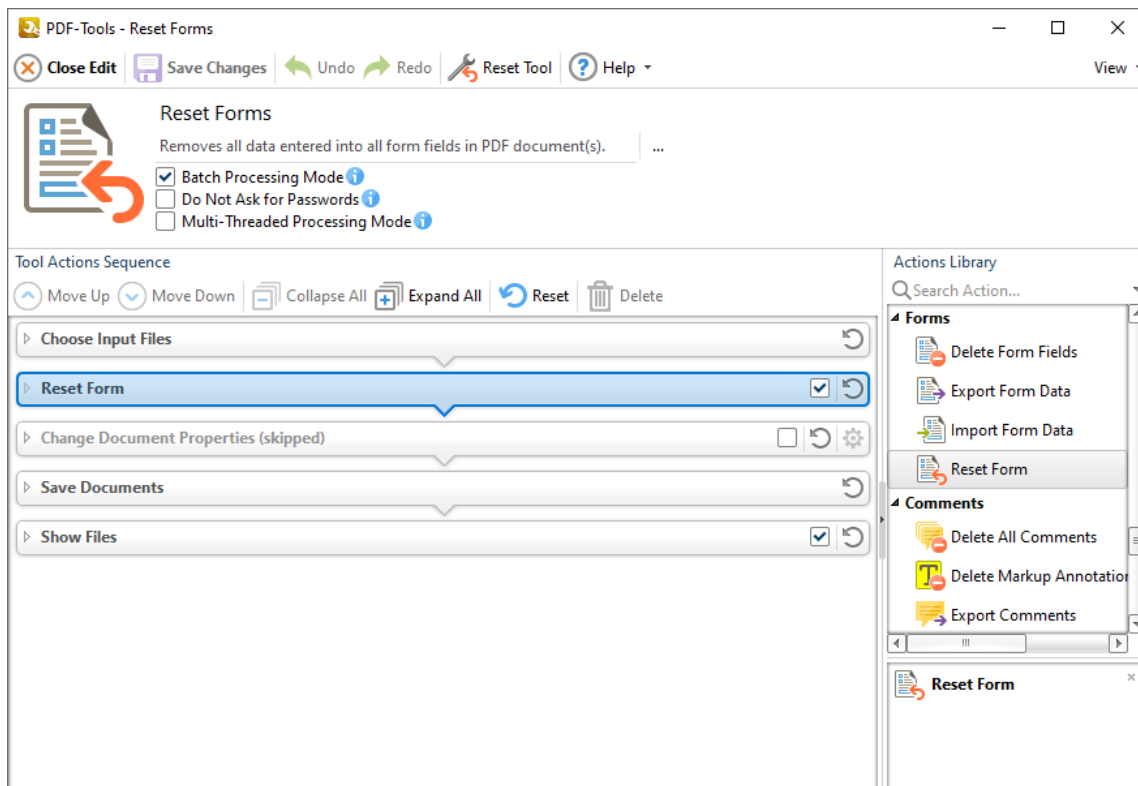 PDF-Tools - Reset Forms
Close Edit Save Changes Undo Redo Reset Tool Help View
Reset Forms
Removes all data entered into all form fields in PDF document(s). ...
Batch Processing Mode
Do Not Ask for Passwords
Multi-Threaded Processing Mode
Tool Actions Sequence
Move Up Move Down Collapse All Expand All Reset Delete
Choose Input Files
Reset Form
Change Document Properties (skipped)
Save Documents
Show Files
Actions Library
Search Action...
Forms
Delete Form Fields
Export Form Data
Import Form Data
Reset Form
Comments
Delete All Comments
Delete Markup Annotation
Export Comments
Reset Form